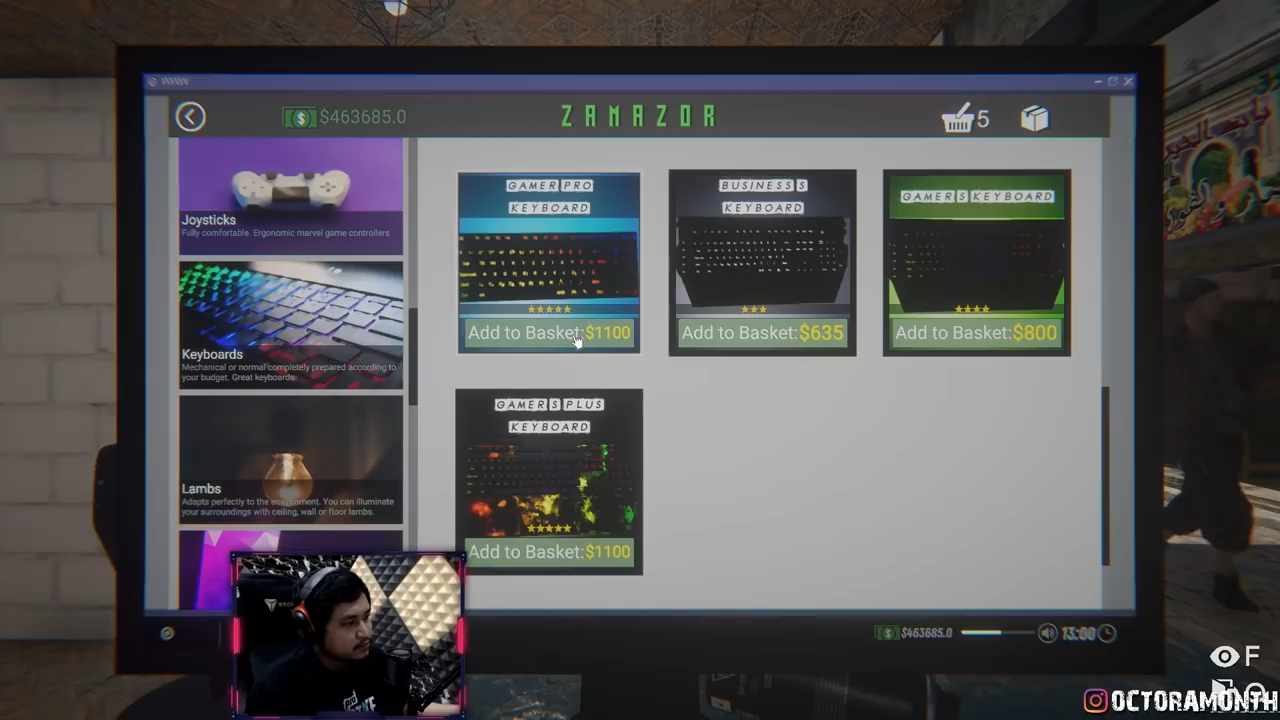 WWW
$463685.0
ZAMAZOR
5
Joysticks
Fully comfortable. Ergonomic marvel game controllers
Keyboards
Mechanical or normal completely prepared according to
your budget. Great keyboards
Lambs
Adapts perfectly to the environment. You can illuminate
your surroundings with ceiling, wall or floor lambs.
GAMER PRO
KEYBOARD
Add to Basket:$1100
BUSINESS S
KEYBOARD
Add to Basket:$635
GAMER S KEYBOARD
Add to Basket:$800
GAMER S PLUS
KEYBOARD
Add to Basket:$1100
$463685.0
13:00
F
OCTORAMONTH